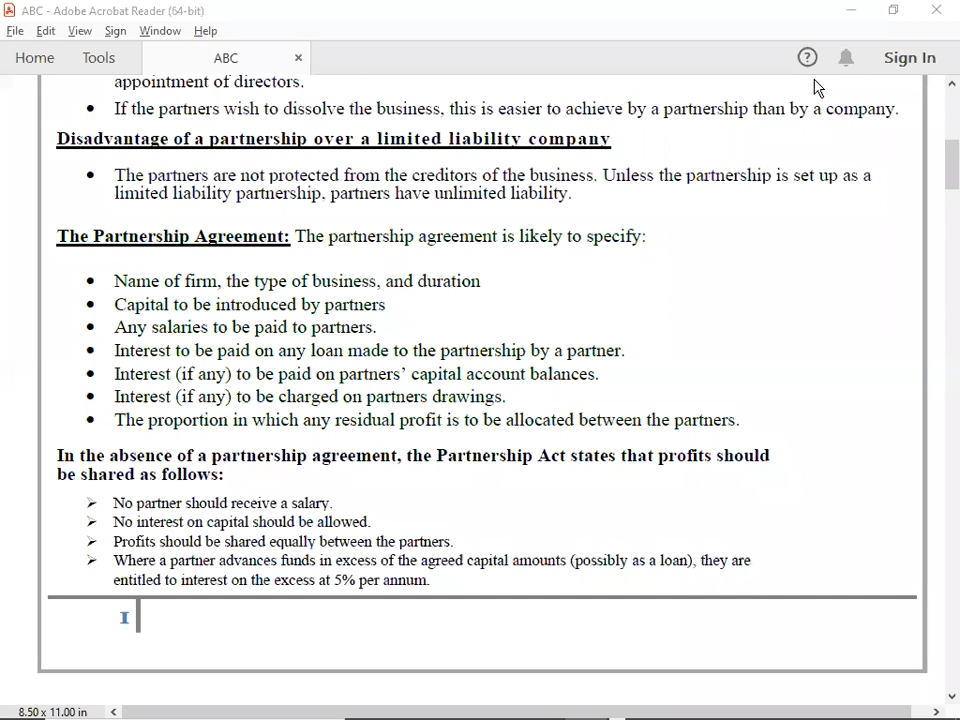 ABC - Adobe Acrobat Reader (64-bit)
File Edit View Sign Window Help
Home Tools ABC × ? Sign In
appointment of directors.
• If the partners wish to dissolve the business, this is easier to achieve by a partnership than by a company.
Disadvantage of a partnership over a limited liability company
• The partners are not protected from the creditors of the business. Unless the partnership is set up as a
limited liability partnership, partners have unlimited liability.
The Partnership Agreement: The partnership agreement is likely to specify:
• Name of firm, the type of business, and duration
• Capital to be introduced by partners
• Any salaries to be paid to partners.
• Interest to be paid on any loan made to the partnership by a partner.
• Interest (if any) to be paid on partners’ capital account balances.
• Interest (if any) to be charged on partners drawings.
• The proportion in which any residual profit is to be allocated between the partners.
In the absence of a partnership agreement, the Partnership Act states that profits should
be shared as follows:
➢ No partner should receive a salary.
➢ No interest on capital should be allowed.
➢ Profits should be shared equally between the partners.
➢ Where a partner advances funds in excess of the agreed capital amounts (possibly as a loan), they are
entitled to interest on the excess at 5% per annum.
8.50 x 11.00 in